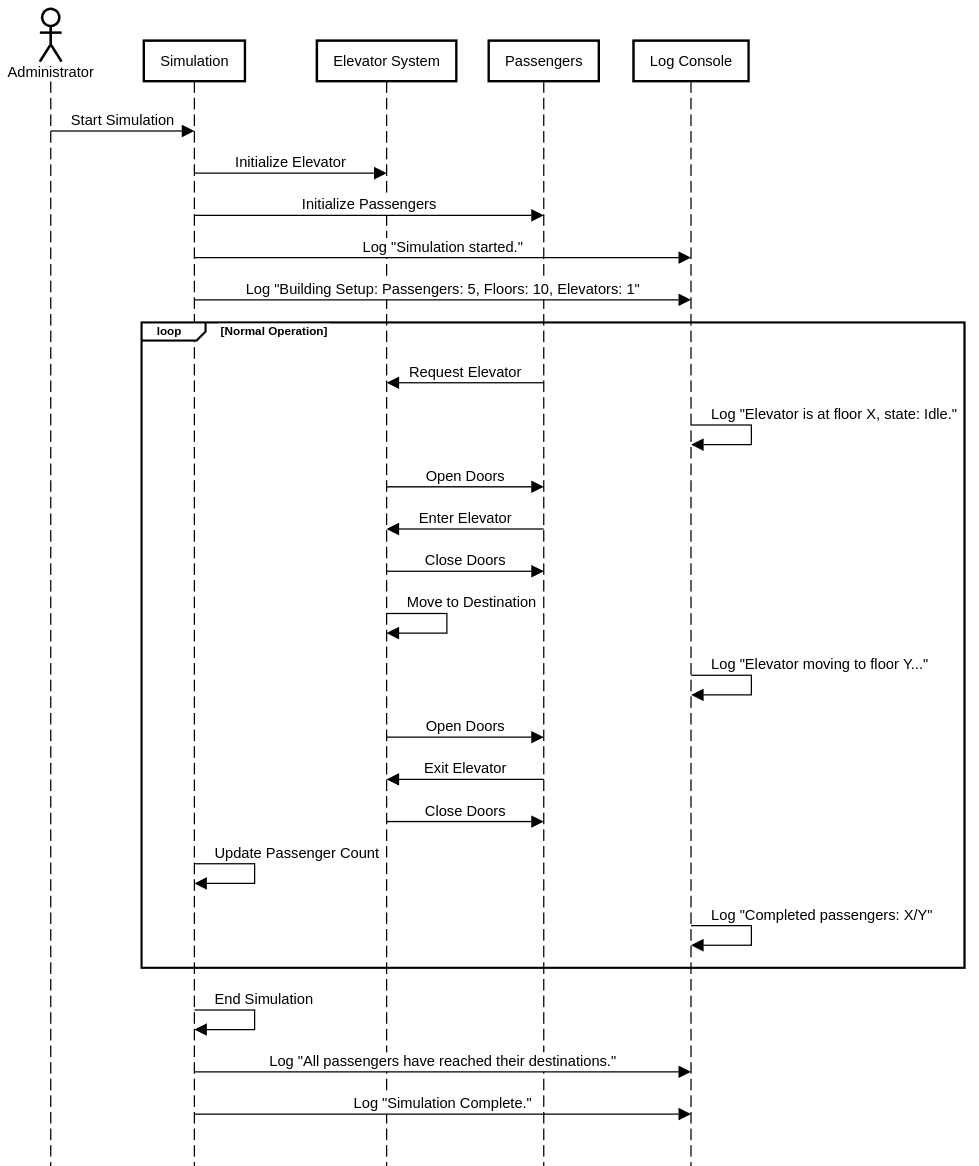 Administrator
Simulation
Elevator System
Passengers
Log Console
Start Simulation
Initialize Elevator
Initialize Passengers
Log "Simulation started."
Log "Building Setup: Passengers: 5, Floors: 10, Elevators: 1"
loop [Normal Operation]
Request Elevator
Log "Elevator is at floor X, state: Idle."
Open Doors
Enter Elevator
Close Doors
Move to Destination
Log "Elevator moving to floor Y..."
Open Doors
Exit Elevator
Close Doors
Update Passenger Count
Log "Completed passengers: X/Y"
End Simulation
Log "All passengers have reached their destinations."
Log "Simulation Complete."